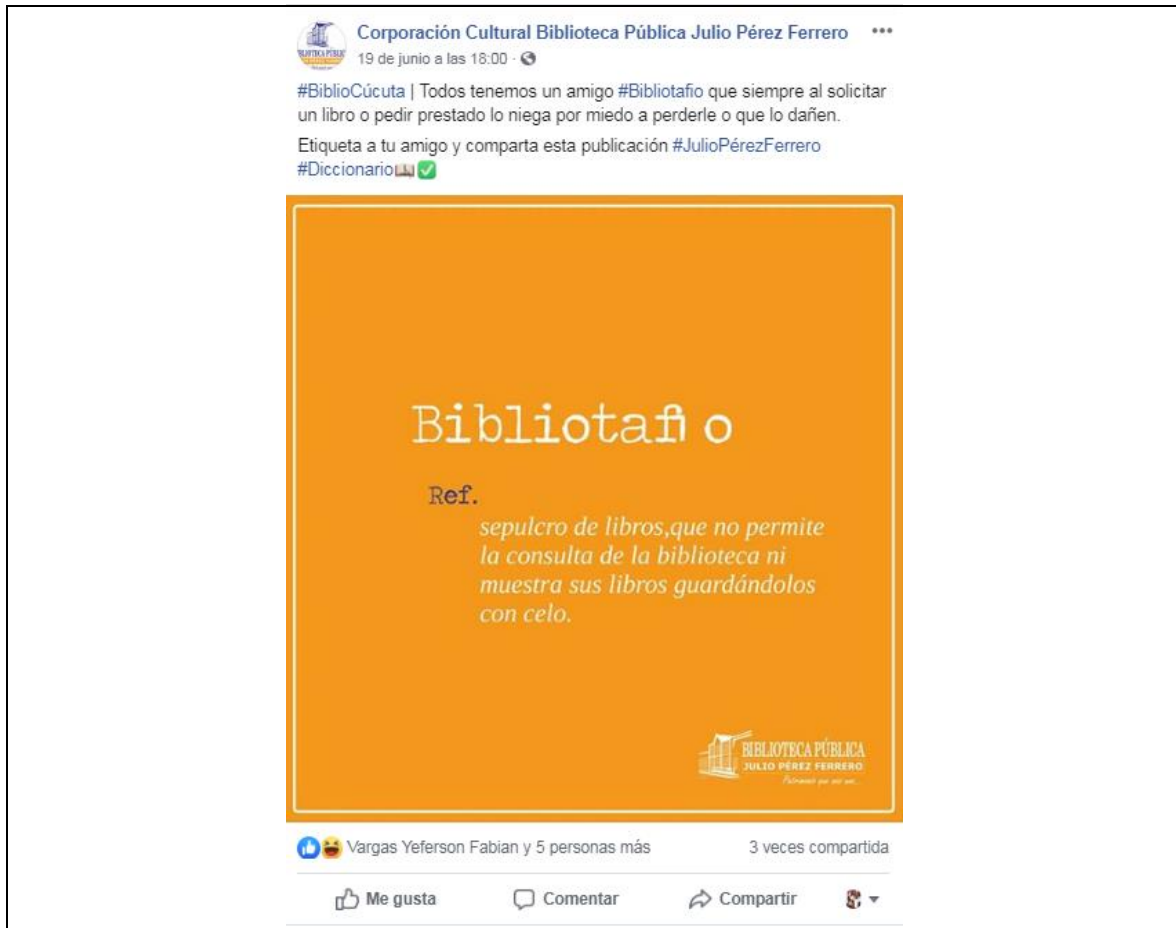 Corporación Cultural Biblioteca Pública Julio Pérez Ferrero
19 de junio a las 18:00 ·
#BiblioCúcuta | Todos tenemos un amigo #Bibliotafio que siempre al solicitar
un libro o pedir prestado lo niega por miedo a perderle o que lo dañen.
Etiqueta a tu amigo y comparta esta publicación #JulioPérezFerrero
#Diccionario
Bibliotafi o
Ref.
sepulcro de libros,que no permite
la consulta de la biblioteca ni
muestra sus libros guardándolos
con celo.
BIBLIOTECA PÚBLICA
JULIO PÉREZ FERRERO
Vargas Yeferson Fabian y 5 personas más
3 veces compartida
Me gusta
Comentar
Compartir